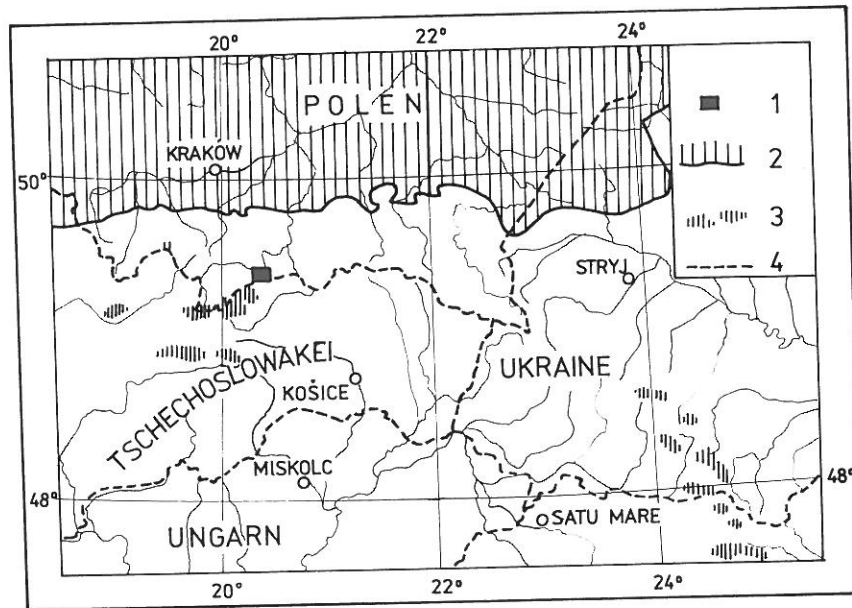 20° 22° 24°
POLEN
1
KRAKÓW
2
50°
3
STRYJ
4
UKRAINE
TSCHECHOSLOWAKEI
KOŠICE
MISKOLC
48° 48°
SATU MARE
UNGARN
20° 22° 24°